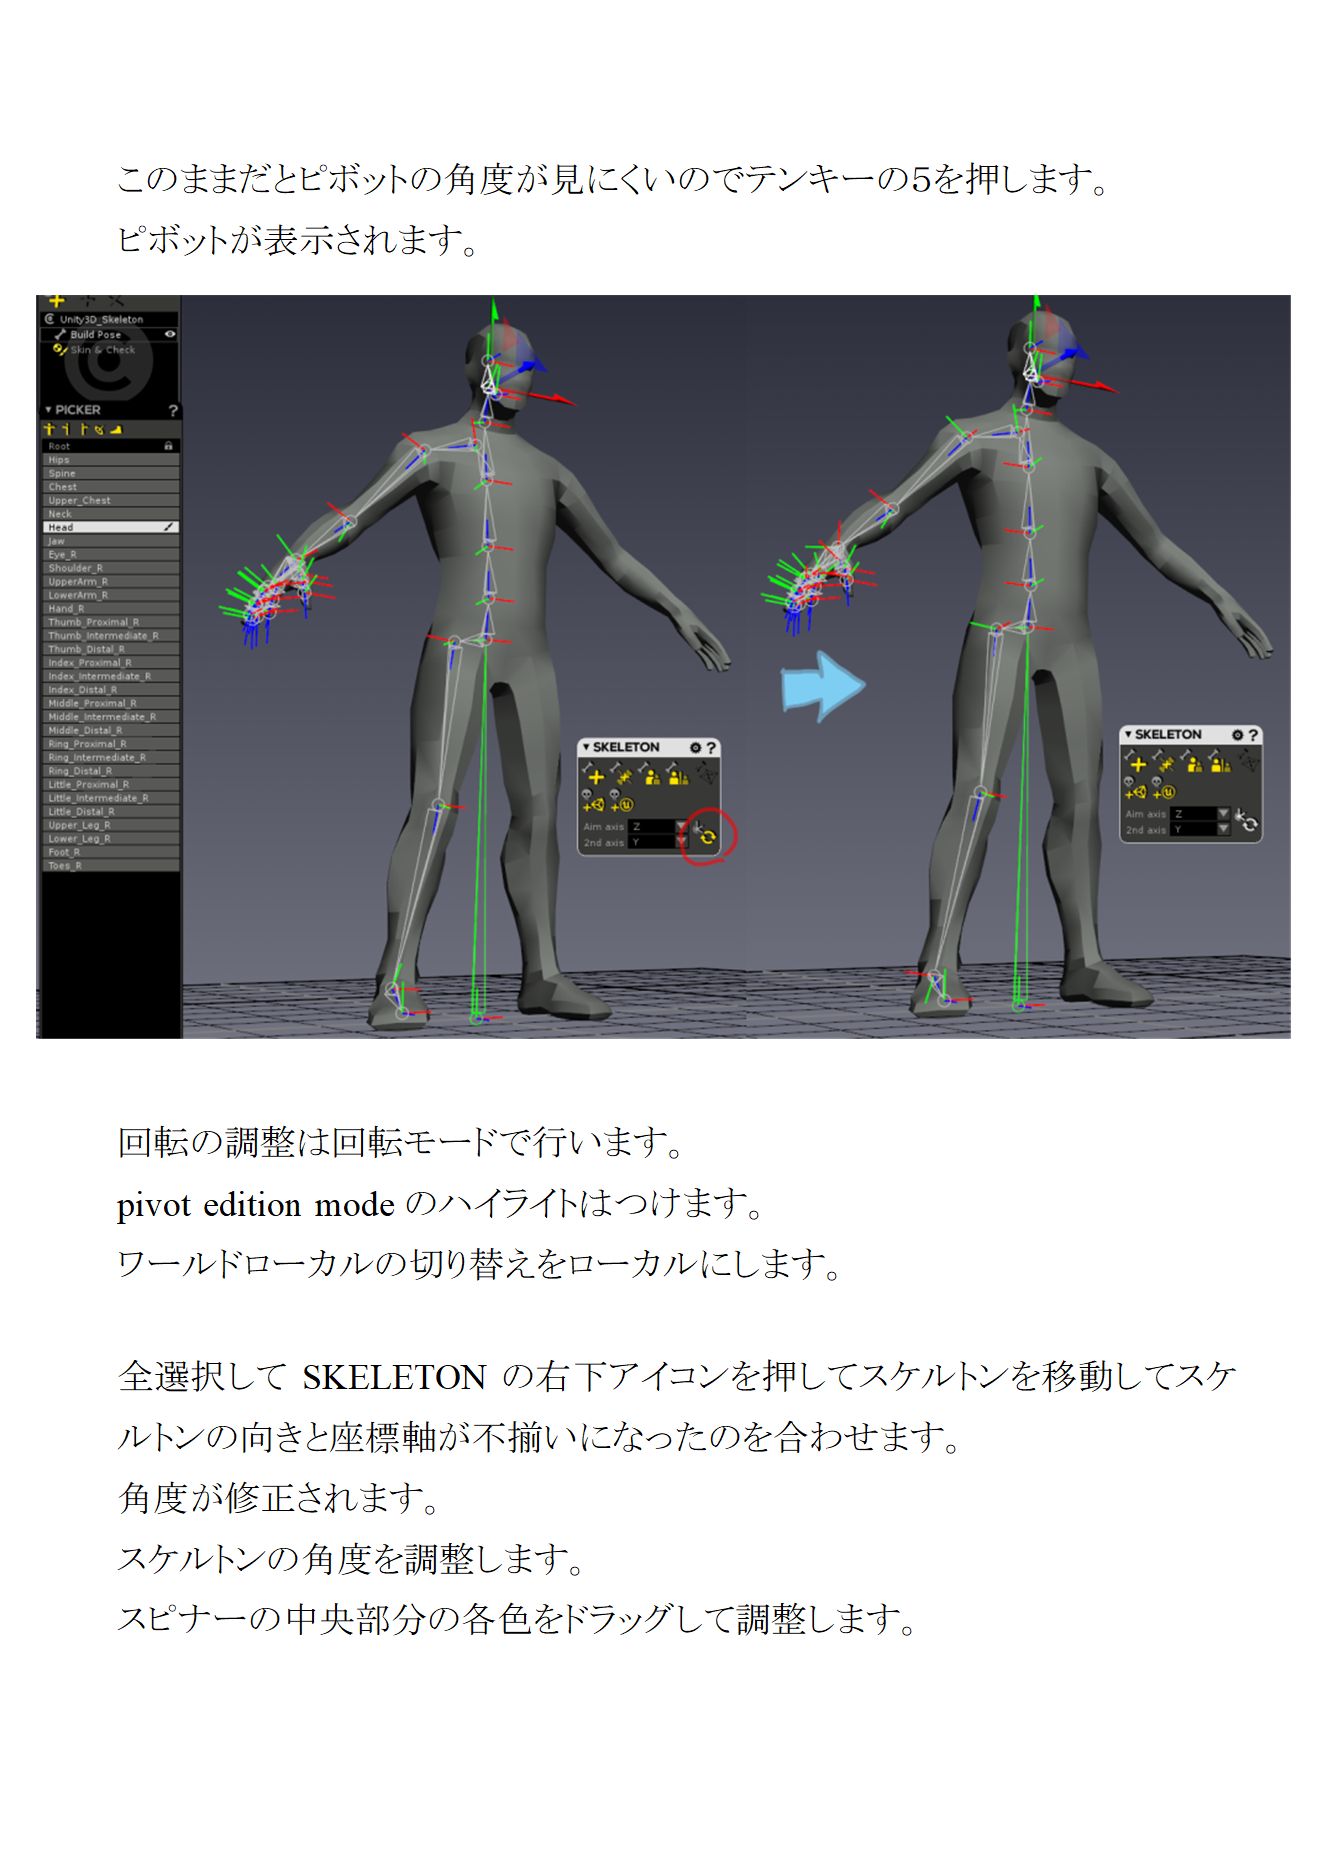 このままだとピボットの角度が見にくいのでテンキーの5を押します。
ピボットが表示されます。
Unity3D_Skeleton
Build Pose
Skin & Check
▼ PICKER ?
Root
Hips
Spine
Chest
Upper_Chest
Neck
Head
Jaw
Eye_R
Shoulder_R
UpperArm_R
LowerArm_R
Hand_R
Thumb_Proximal_R
Thumb_Intermediate_R
Thumb_Distal_R
Index_Proximal_R
Index_Intermediate_R
Index_Distal_R
Middle_Proximal_R
Middle_Intermediate_R
Middle_Distal_R
Ring_Proximal_R
Ring_Intermediate_R
Ring_Distal_R
Little_Proximal_R
Little_Intermediate_R
Little_Distal_R
Upper_Leg_R
Lower_Leg_R
Foot_R
Toes_R
▼ SKELETON ?
Aim axis Z
2nd axis Y
▼ SKELETON ?
Aim axis Z
2nd axis Y
回転の調整は回転モードで行います。
pivot edition mode のハイライトはつけます。
ワールドローカルの切り替えをローカルにします。
全選択して SKELETON の右下アイコンを押してスケルトンを移動してスケ
ルトンの向きと座標軸が不揃いになったのを合わせます。
角度が修正されます。
スケルトンの角度を調整します。
スピナーの中央部分の各色をドラッグして調整します。